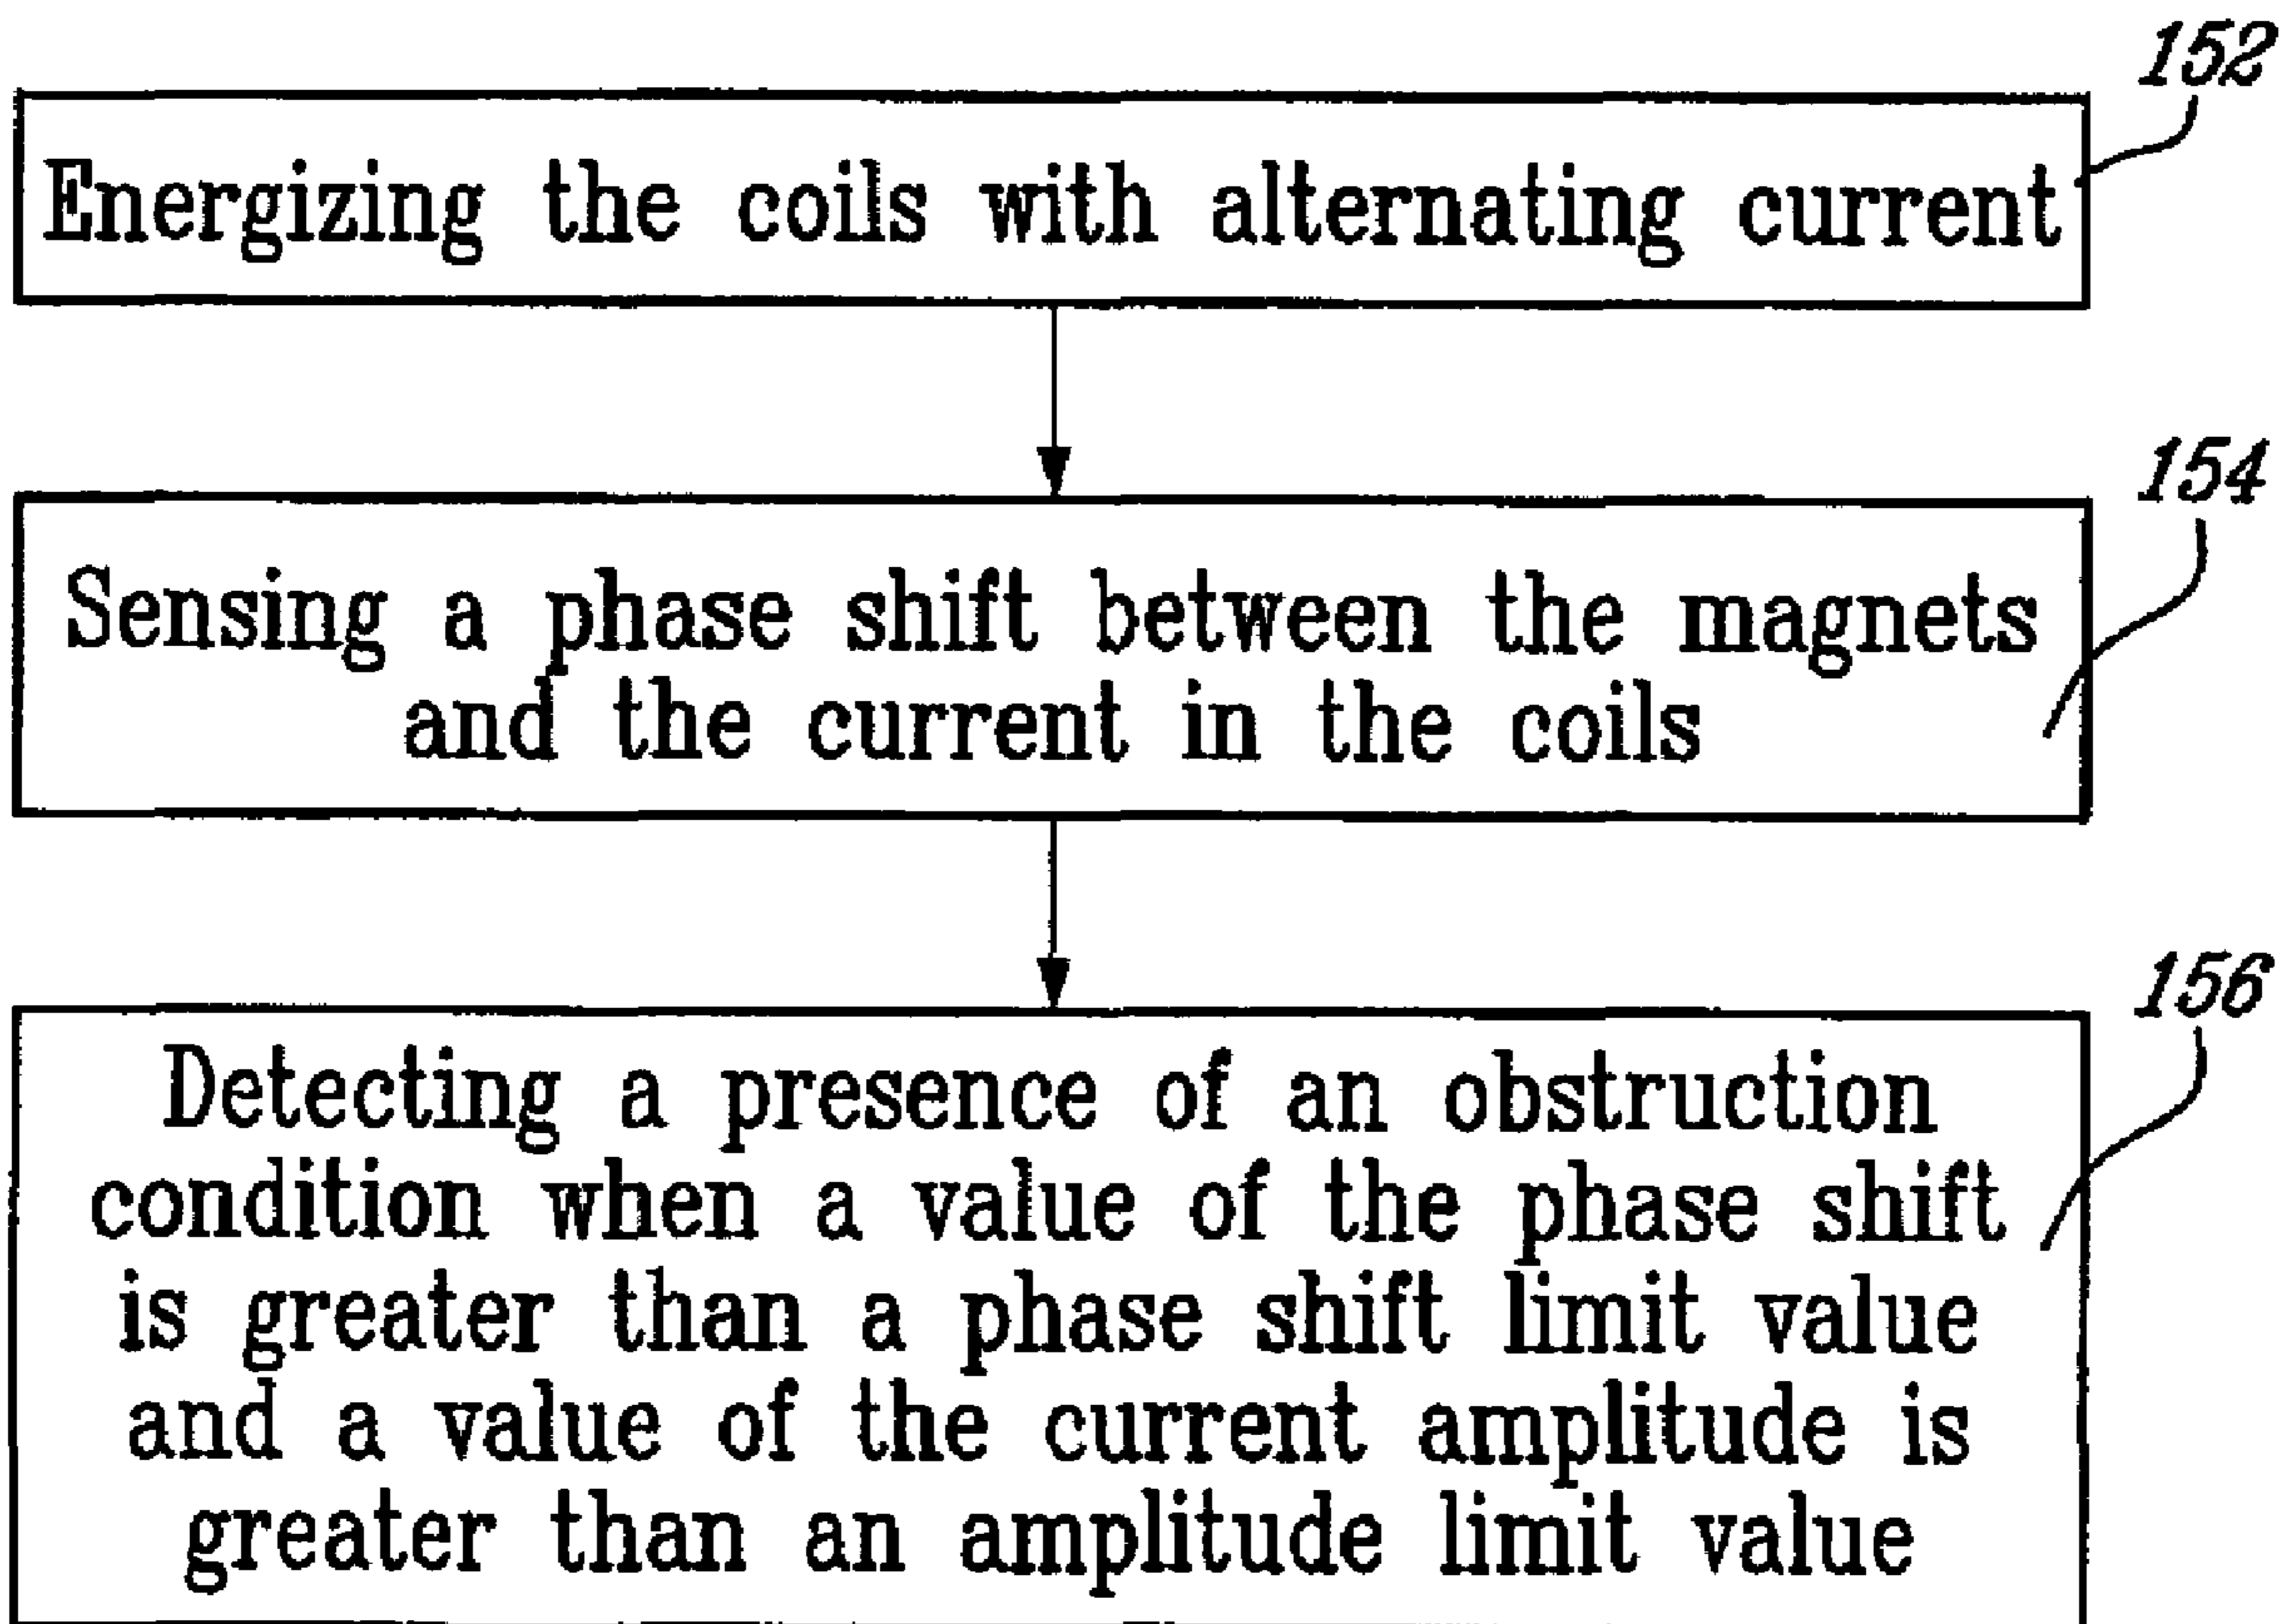 152
Energizing the coils with alternating current
154
Sensing a phase shift between the magnets
and the current in the coils
156
Detecting a presence of an obstruction
condition when a value of the phase shift
is greater than a phase shift limit value
and a value of the current amplitude is
greater than an amplitude limit value